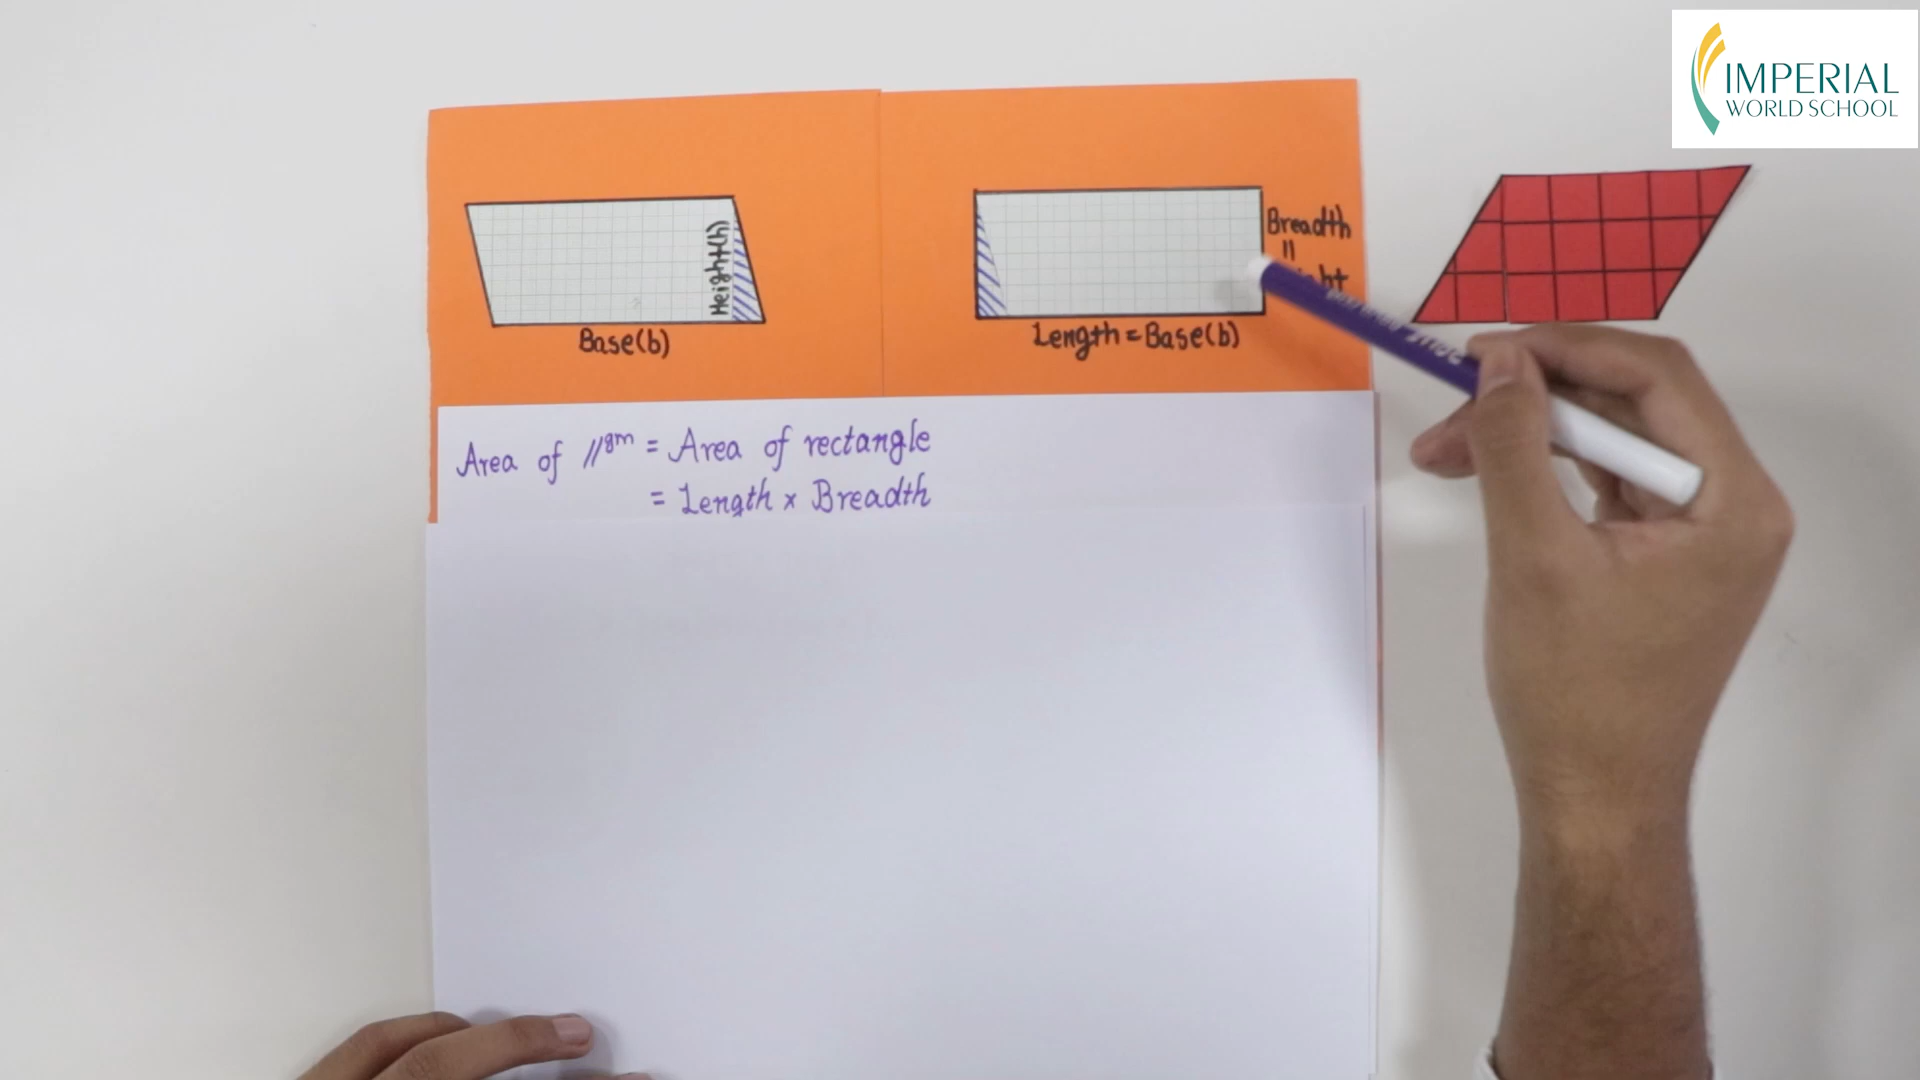 IMPERIAL
WORLD SCHOOL
Height(h)
Base(b)
Breadth
=
Length = Base(b)
Area of //gm = Area of rectangle
= Length × Breadth